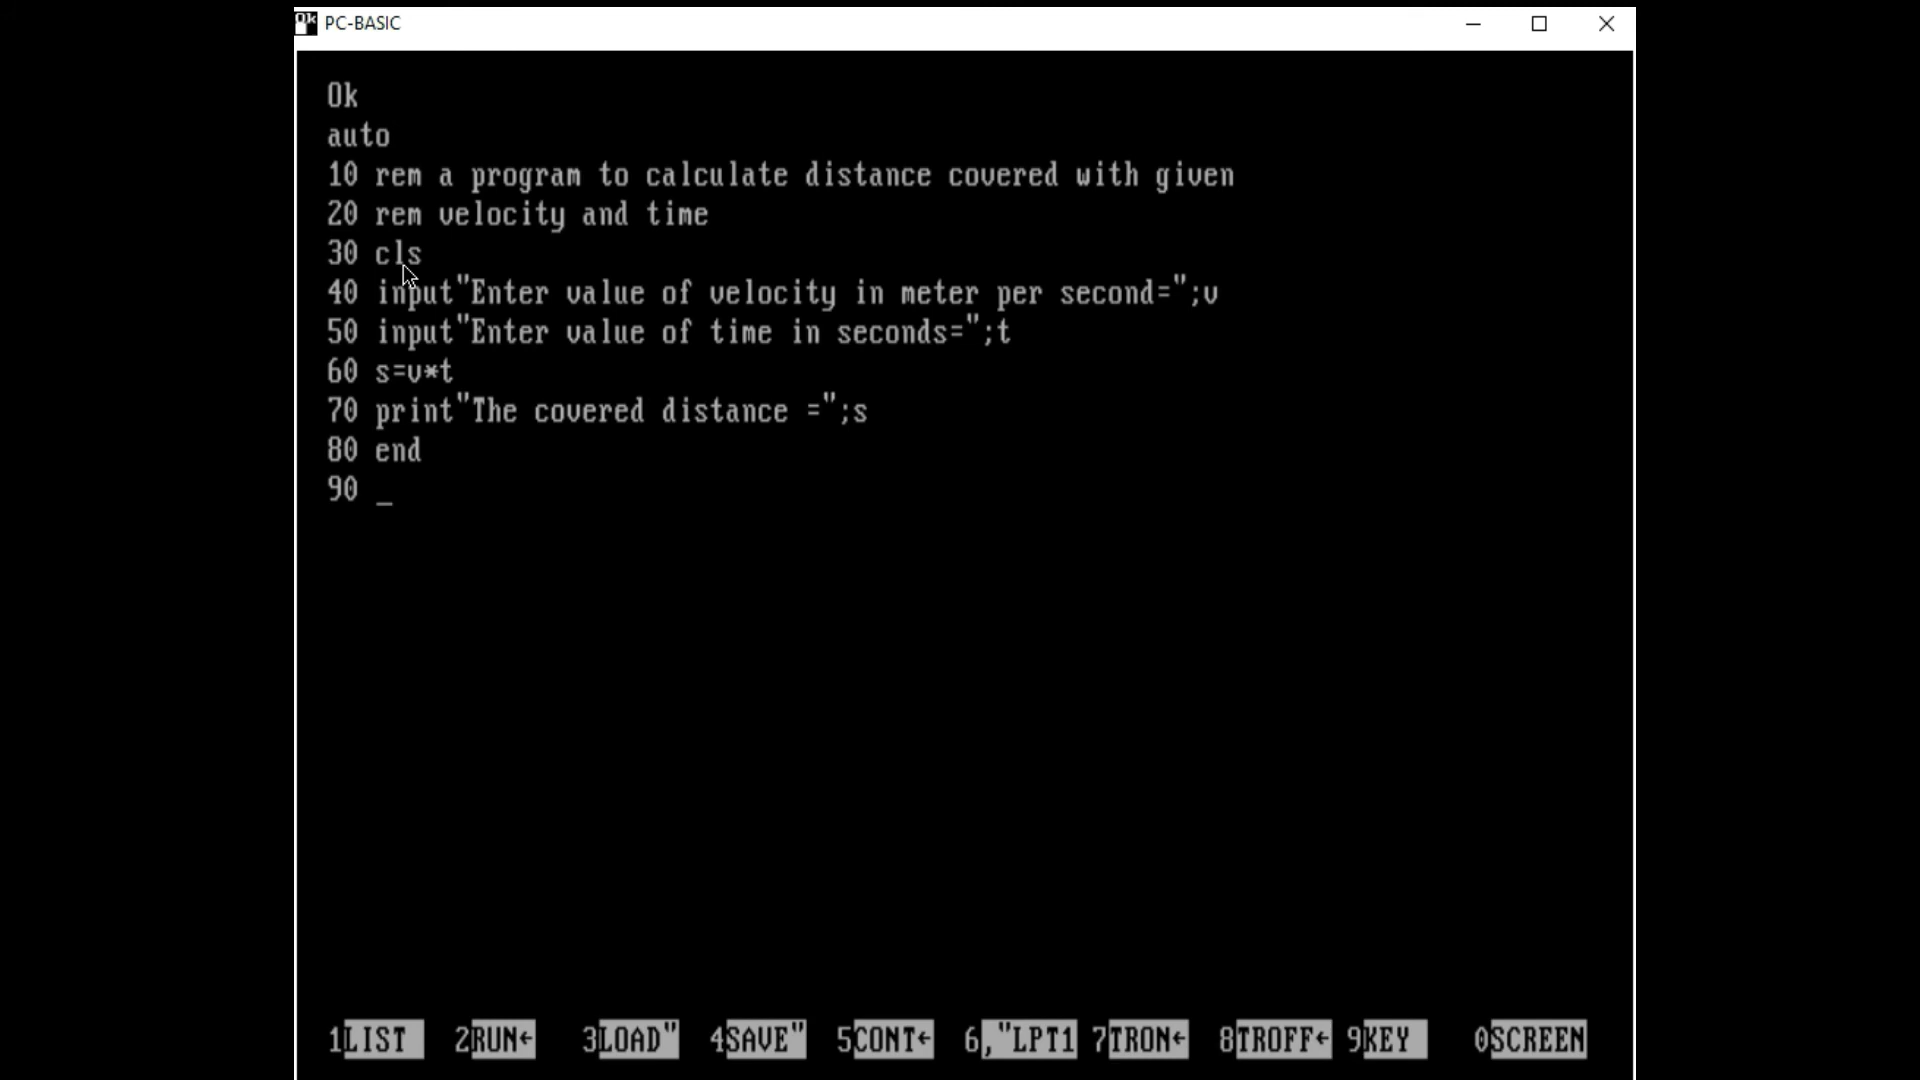 Ok PC-BASIC
Ok
auto
10 rem a program to calculate distance covered with given
20 rem velocity and time
30 cls
40 input"Enter value of velocity in meter per second=";v
50 input"Enter value of time in seconds=";t
60 s=v*t
70 print"The covered distance =";s
80 end
90 _
1LIST 2RUN← 3LOAD" 4SAVE" 5CONT← 6,"LPT1 7TRON← 8TROFF← 9KEY 0SCREEN